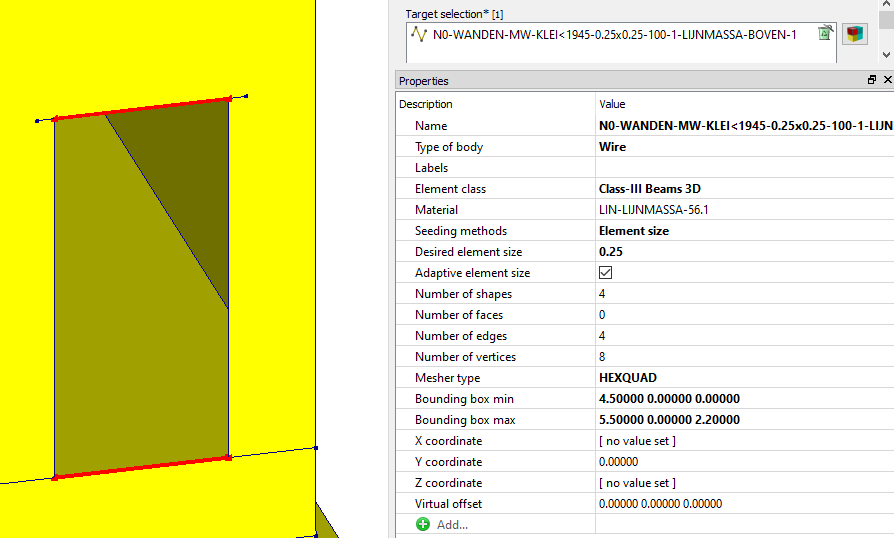 Target selection* [1]
N0-WANDEN-MW-KLEI<1945-0.25x0.25-100-1-LIJNMASSA-BOVEN-1
Properties
Description Value
Name N0-WANDEN-MW-KLEI<1945-0.25x0.25-100-1-LIJN
Type of body Wire
Labels
Element class Class-III Beams 3D
Material LIN-LIJNMASSA-56.1
Seeding methods Element size
Desired element size 0.25
Adaptive element size
Number of shapes 4
Number of faces 0
Number of edges 4
Number of vertices 8
Mesher type HEXQUAD
Bounding box min 4.50000 0.00000 0.00000
Bounding box max 5.50000 0.00000 2.20000
X coordinate [ no value set ]
Y coordinate 0.00000
Z coordinate [ no value set ]
Virtual offset 0.00000 0.00000 0.00000
Add...